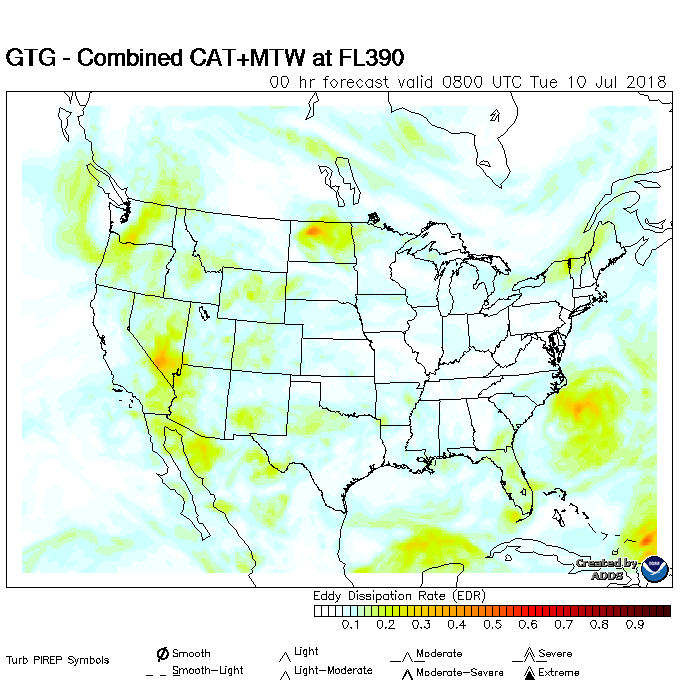 GTG - Combined CAT+MTW at FL390
00 hr forecast valid 0800 UTC Tue 10 Jul 2018
Created by
ADDS
Eddy Dissipation Rate (EDR)
0.1 0.2 0.3 0.4 0.5 0.6 0.7 0.8 0.9
Turb PIREP Symbols
Smooth Light Moderate Severe
Smooth-Light Light-Moderate Moderate-Severe Extreme